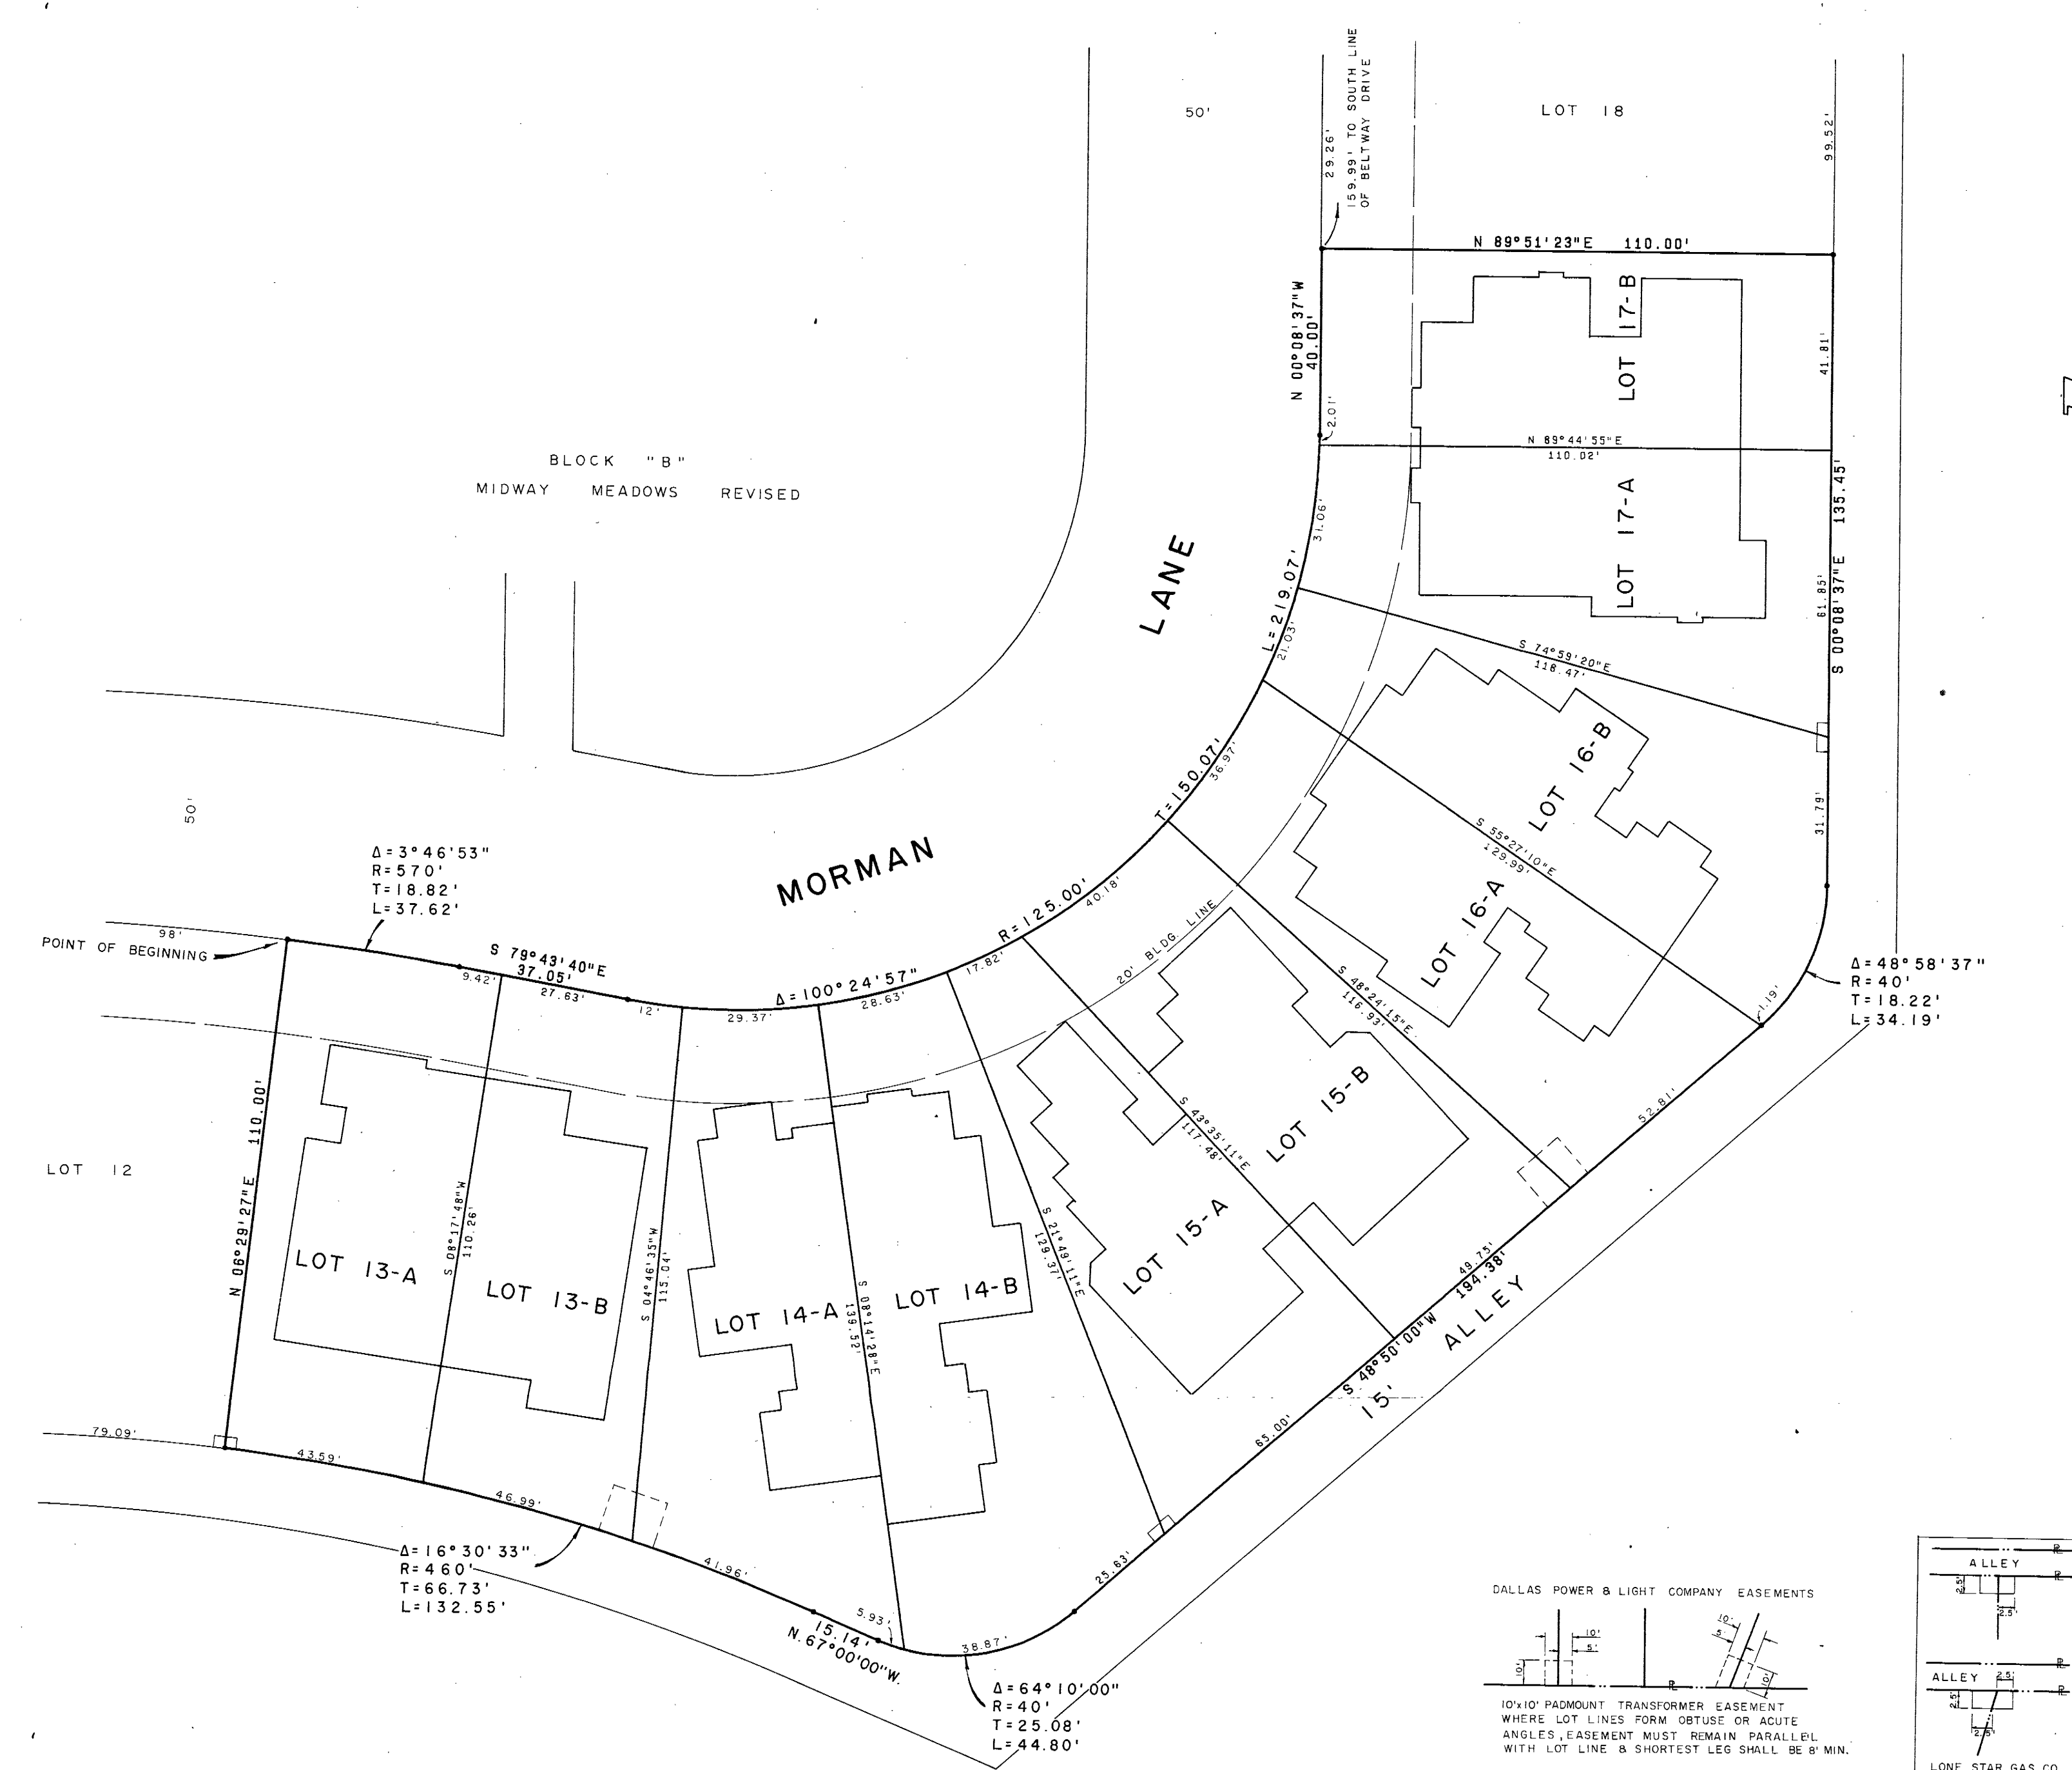 50'
29.26'
159.99' TO SOUTH LINE
OF BELTWAY DRIVE
LOT 18
99.52'
N 89°51'23"E 110.00'
N 00°08'37"W
40.00'
LOT 17-B
41.81'
2.01'
N 89°44'55"E
110.02'
BLOCK "B"
MIDWAY MEADOWS REVISED
31.06'
LOT 17-A
S 00°08'37"E 135.45'
61.85'
LANE
L=219.07'
21.03'
S 74°59'20"E
118.47'
LOT 16-B
T=150.07'
36.97'
31.79'
S 55°27'10"E
129.99'
50'
Δ=3°46'53"
R=570'
T=18.82'
L=37.62'
MORMAN
R=125.00'
40.18'
LOT 16-A
20' BLDG. LINE
98'
POINT OF BEGINNING
S 79°43'40"E
37.05'
9.42'
27.63'
12'
Δ=100°24'57"
29.37'
28.63'
17.82'
S 48°24'15"E
116.93'
1.19'
Δ=48°58'37"
R=40'
T=18.22'
L=34.19'
52.81'
LOT 12
N 06°29'27"E 110.00'
LOT 13-A
S 08°17'48"W
110.26'
LOT 13-B
S 04°46'35"W
115.04'
LOT 14-A
S 08°14'28"E
139.52'
LOT 14-B
S 21°49'11"E
129.37'
LOT 15-A
S 43°35'11"E
117.48'
LOT 15-B
49.75'
S 48°50'00"W 194.38'
15' ALLEY
65.00'
79.09'
43.59'
46.99'
Δ=16°30'33"
R=460'
T=66.73'
L=132.55'
41.96'
5.93'
15.14'
N. 67°00'00"W.
38.87'
25.63'
Δ=64°10'00"
R=40'
T=25.08'
L=44.80'
DALLAS POWER & LIGHT COMPANY EASEMENTS
10'
5'
10'
10'
5'
10'
10'x10' PADMOUNT TRANSFORMER EASEMENT
WHERE LOT LINES FORM OBTUSE OR ACUTE
ANGLES, EASEMENT MUST REMAIN PARALLEL
WITH LOT LINE & SHORTEST LEG SHALL BE 8' MIN.
ALLEY
2.5'
2.5'
ALLEY
2.5'
2.5'
2.5'
LONE STAR GAS CO.